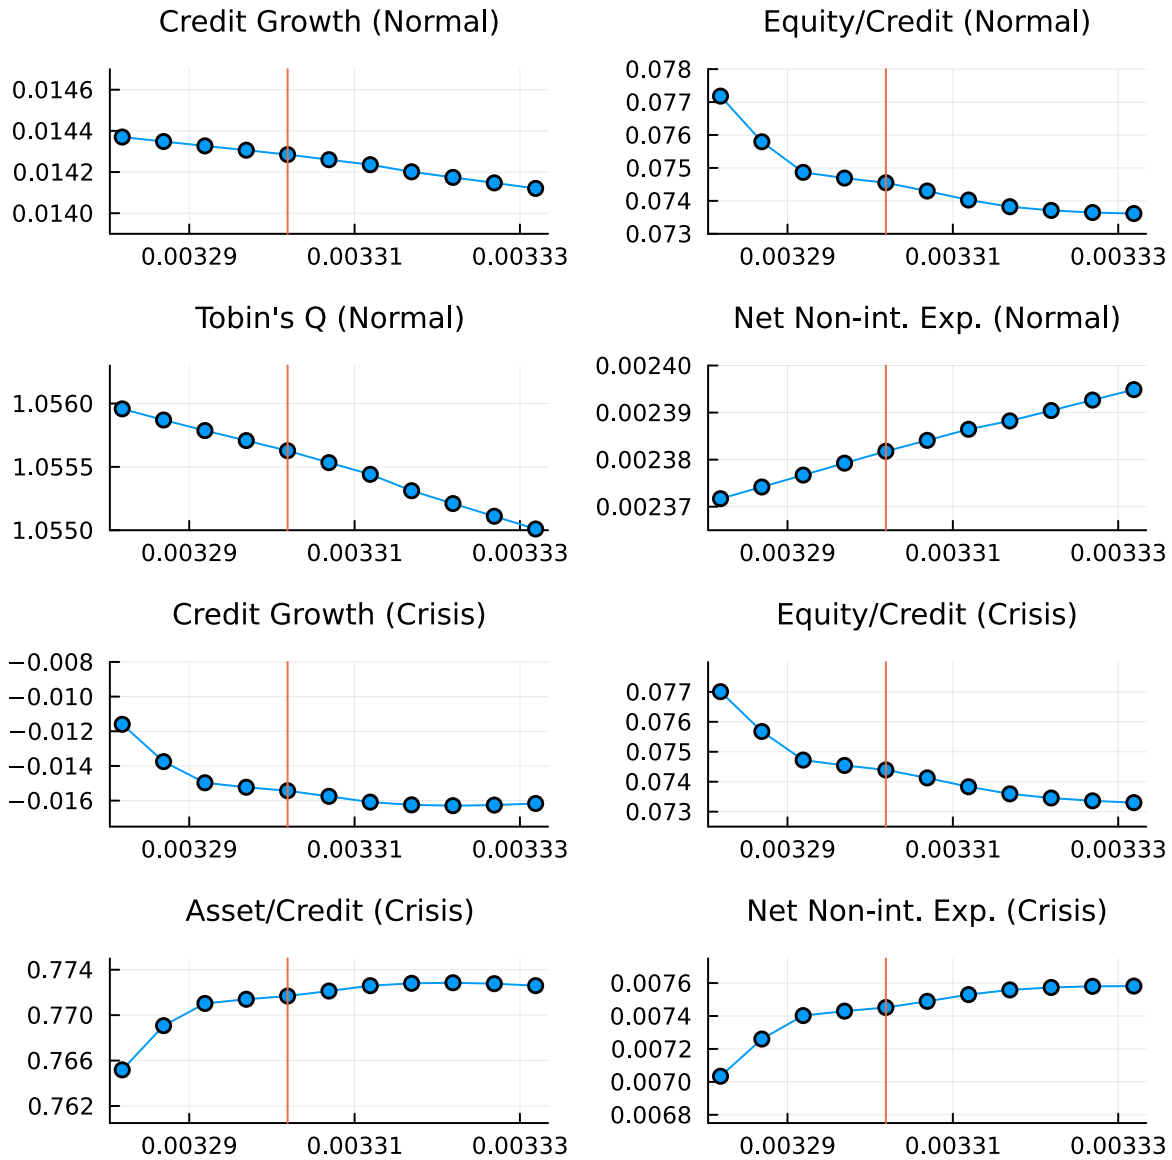 Credit Growth (Normal)
0.0146
0.0144
0.0142
0.0140
0.00329 0.00331 0.00333
Equity/Credit (Normal)
0.078
0.077
0.076
0.075
0.074
0.073
0.00329 0.00331 0.00333
Tobin's Q (Normal)
1.0560
1.0555
1.0550
0.00329 0.00331 0.00333
Net Non-int. Exp. (Normal)
0.00240
0.00239
0.00238
0.00237
0.00329 0.00331 0.00333
Credit Growth (Crisis)
−0.008
−0.010
−0.012
−0.014
−0.016
0.00329 0.00331 0.00333
Equity/Credit (Crisis)
0.077
0.076
0.075
0.074
0.073
0.00329 0.00331 0.00333
Asset/Credit (Crisis)
0.774
0.770
0.766
0.762
0.00329 0.00331 0.00333
Net Non-int. Exp. (Crisis)
0.0076
0.0074
0.0072
0.0070
0.0068
0.00329 0.00331 0.00333